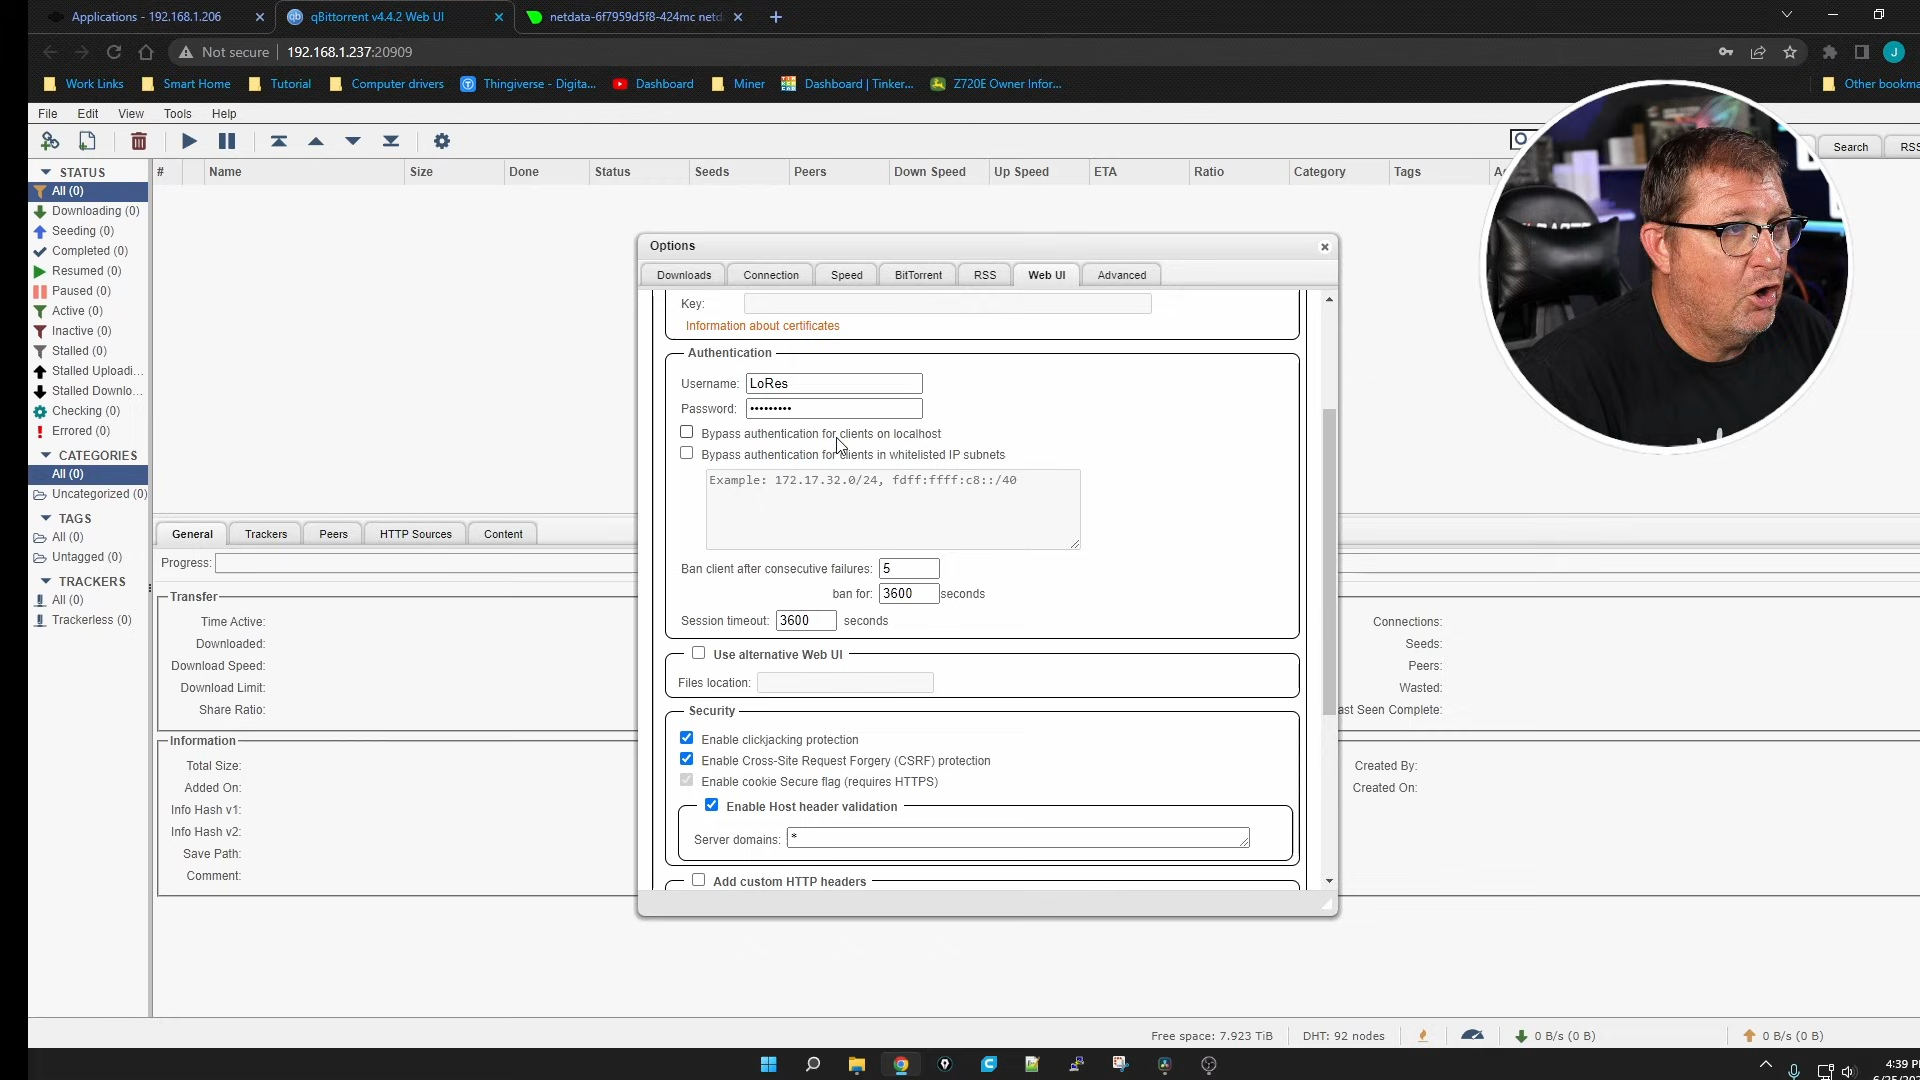 Applications - 192.168.1.206
qBittorrent v4.4.2 Web UI
netdata-6f7959d5f8-424mc netd
Not secure
192.168.1.237:20909
J
Work Links
Smart Home
Tutorial
Computer drivers
Thingiverse - Digita...
Dashboard
Miner
Dashboard | Tinker...
Z720E Owner Infor...
Other bookma
File Edit View Tools Help
Search
RSS
# Name Size Done Status Seeds Peers Down Speed Up Speed ETA Ratio Category Tags
STATUS
All (0)
Downloading (0)
Seeding (0)
Completed (0)
Resumed (0)
Paused (0)
Active (0)
Inactive (0)
Stalled (0)
Stalled Uploadi...
Stalled Downlo...
Checking (0)
Errored (0)
CATEGORIES
All (0)
Uncategorized (0)
TAGS
All (0)
Untagged (0)
TRACKERS
All (0)
Trackerless (0)
Options
Downloads Connection Speed BitTorrent RSS Web UI Advanced
Key:
Information about certificates
Authentication
Username: LoRes
Password: •••••••••
Bypass authentication for clients on localhost
Bypass authentication for clients in whitelisted IP subnets
Example: 172.17.32.0/24, fdff:ffff:c8::/40
Ban client after consecutive failures: 5
ban for: 3600 seconds
Session timeout: 3600 seconds
Use alternative Web UI
Files location:
Security
Enable clickjacking protection
Enable Cross-Site Request Forgery (CSRF) protection
Enable cookie Secure flag (requires HTTPS)
Enable Host header validation
Server domains: *
Add custom HTTP headers
General Trackers Peers HTTP Sources Content
Progress:
Transfer
Time Active:
Downloaded:
Download Speed:
Download Limit:
Share Ratio:
Connections:
Seeds:
Peers:
Wasted:
ast Seen Complete:
Information
Total Size:
Added On:
Info Hash v1:
Info Hash v2:
Save Path:
Comment:
Created By:
Created On:
Free space: 7.923 TiB
DHT: 92 nodes
0 B/s (0 B)
0 B/s (0 B)
4:39 P